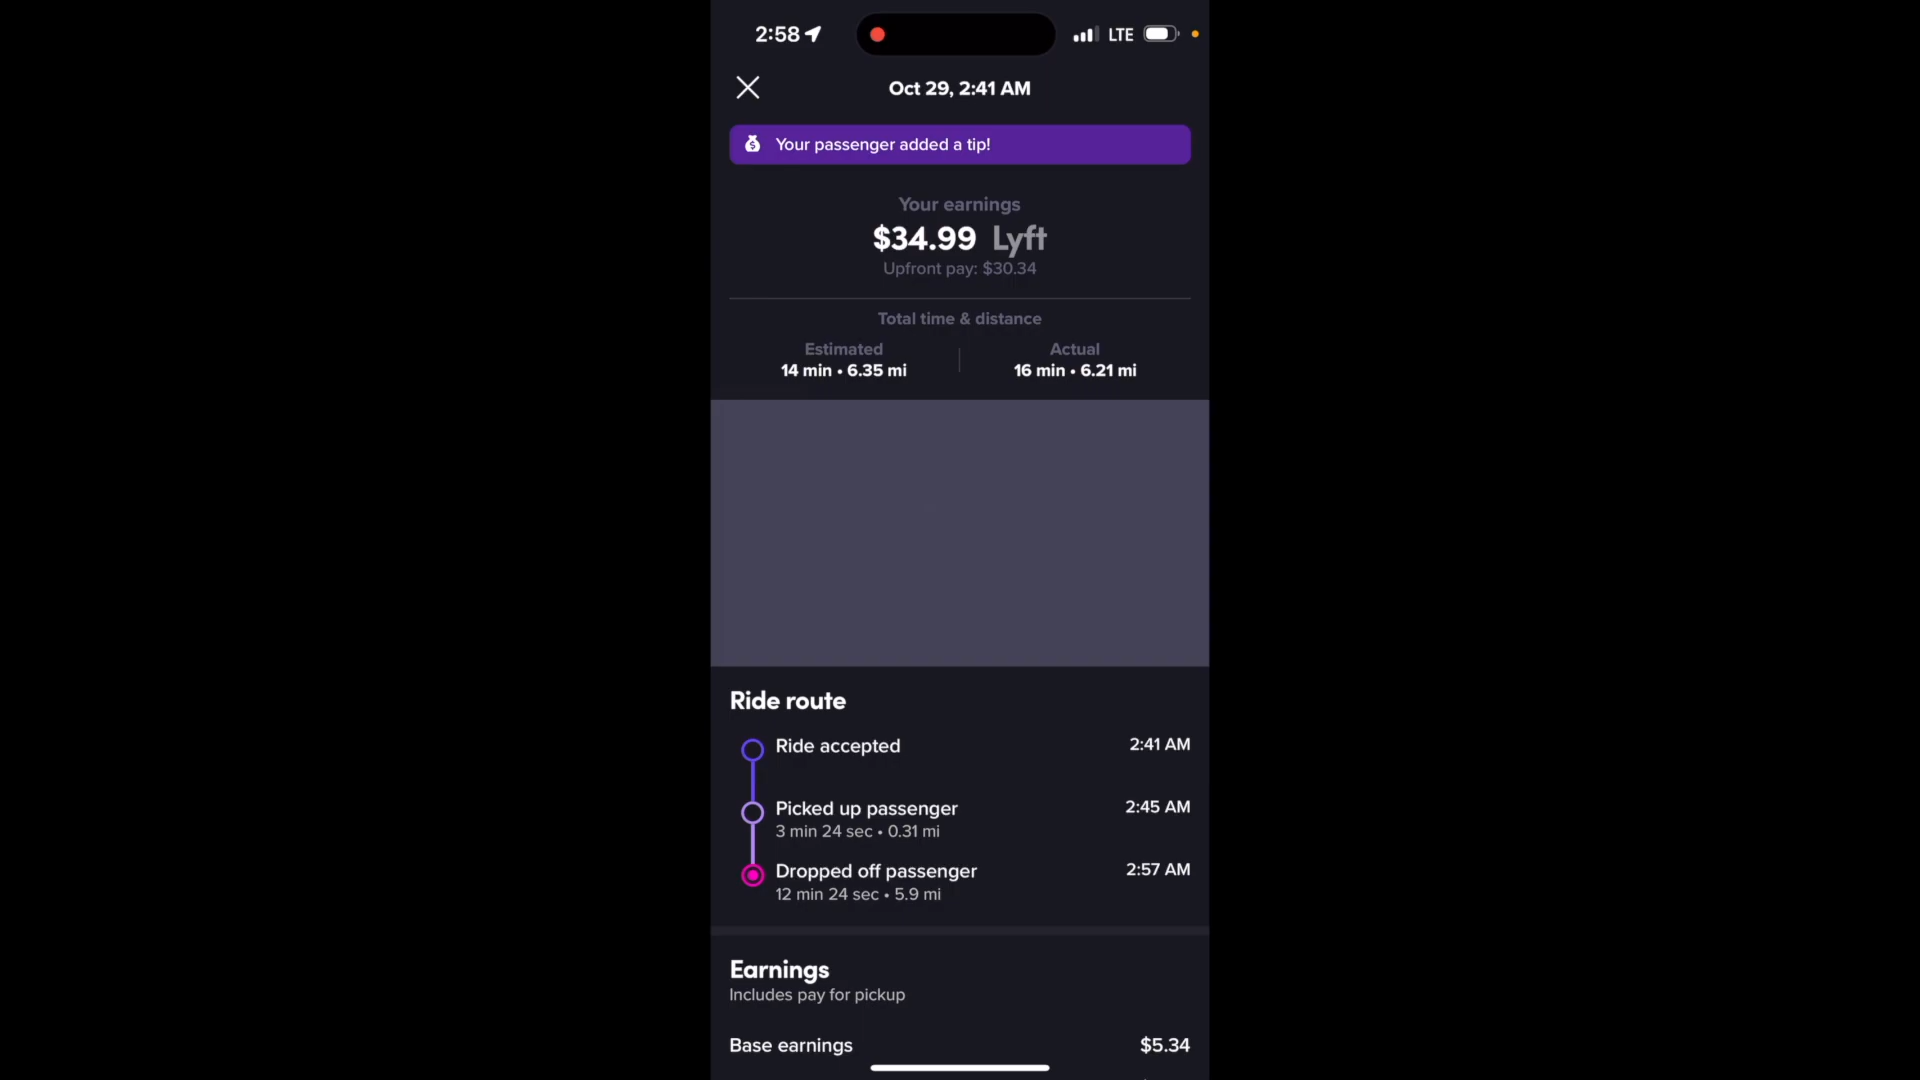 2:58
LTE
Oct 29, 2:41 AM
Your passenger added a tip!
Your earnings
$34.99 Lyft
Upfront pay: $30.34
Total time & distance
Estimated
14 min • 6.35 mi
Actual
16 min • 6.21 mi
Ride route
Ride accepted
2:41 AM
Picked up passenger
2:45 AM
3 min 24 sec • 0.31 mi
Dropped off passenger
2:57 AM
12 min 24 sec • 5.9 mi
Earnings
Includes pay for pickup
Base earnings
$5.34